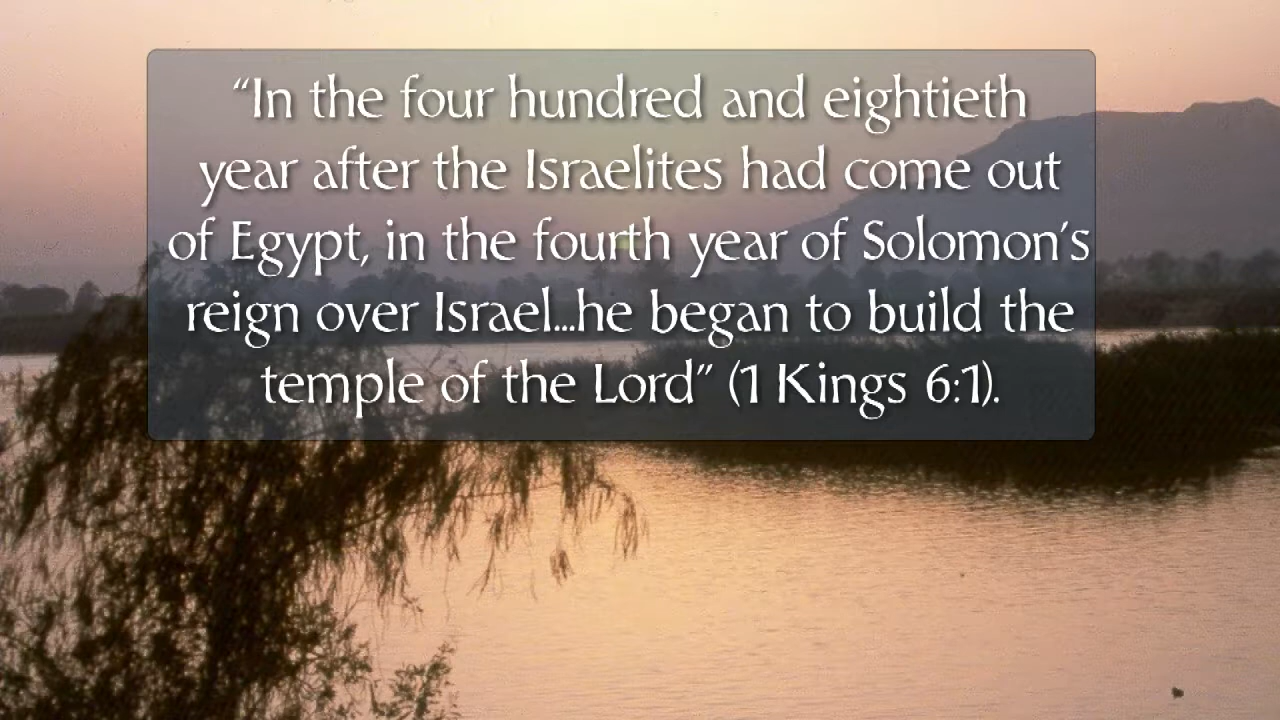 “In the four hundred and eightieth
year after the Israelites had come out
of Egypt, in the fourth year of Solomon’s
reign over Israel...he began to build the
temple of the Lord” (1 Kings 6:1).